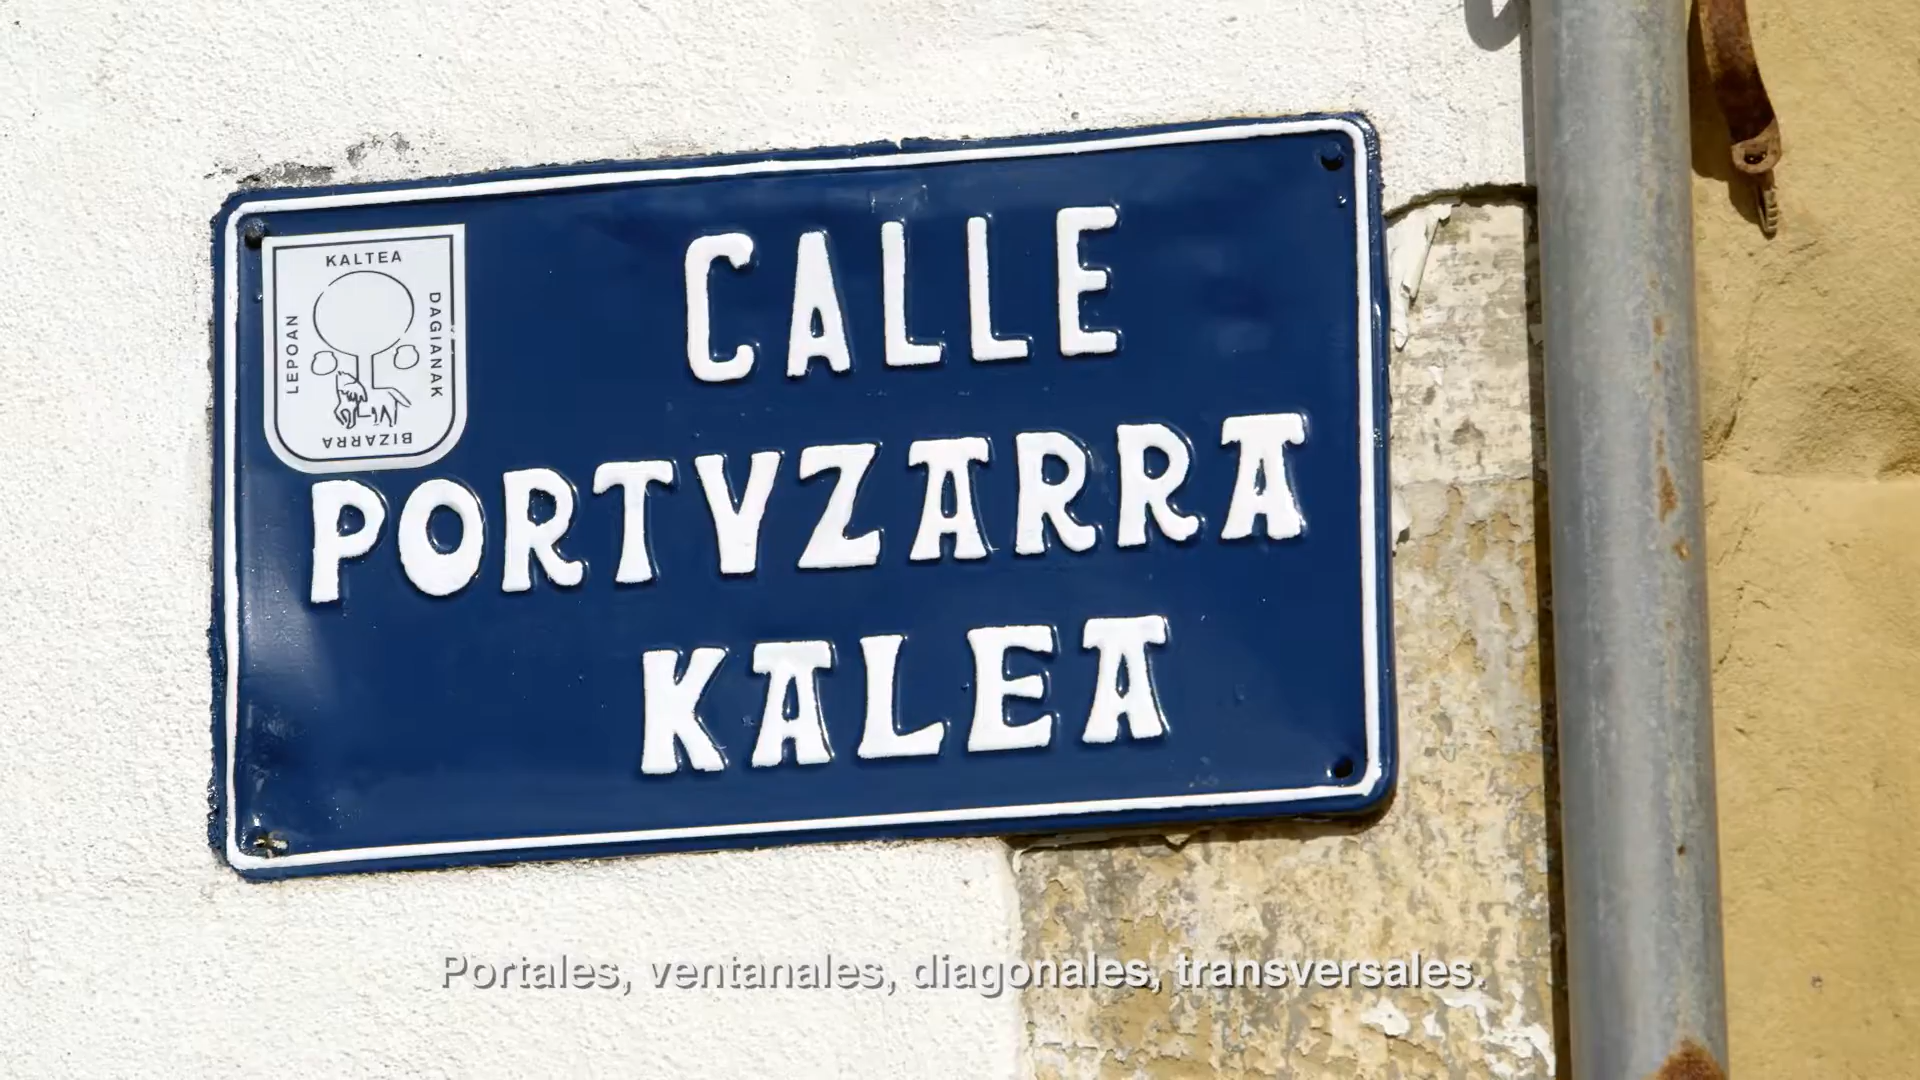 KALTEA
DAGIANAK
BIZARRA
LEPOAN
CALLE
PORTVZARRA
KALEA
Portales, ventanales, diagonales, transversales.